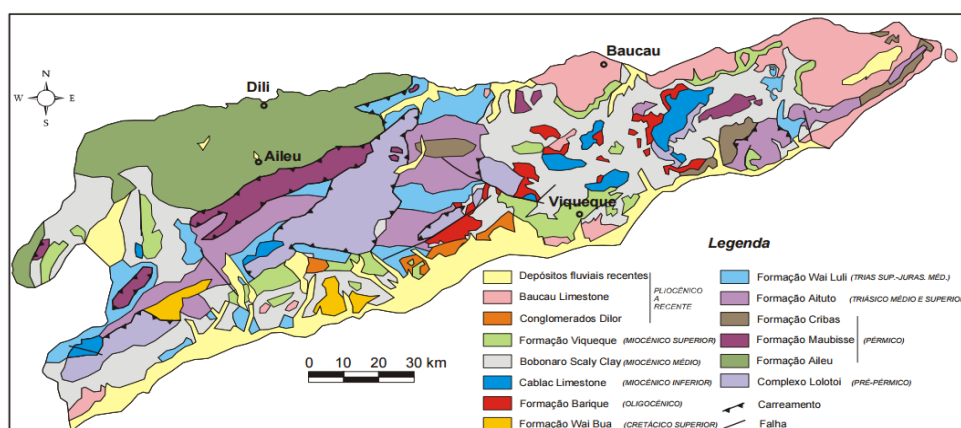 N
W
E
S
Baucau
Dili
Aileu
Viqueque
0 10 20 30 km
Legenda
Depósitos fluviais recentes
Baucau Limestone
Conglomerados Dilor
PLIOCÉNICO
A
RECENTE
Formação Viqueque (MIOCÉNICO SUPERIOR)
Bobonaro Scaly Clay (MIOCÉNICO MÉDIO)
Cablac Limestone (MIOCÉNICO INFERIOR)
Formação Barique (OLIGOCÉNICO)
Formação Wai Bua (CRETÁCICO SUPERIOR)
Formação Wai Luli (TRIAS SUP.-JURAS. MÉD.)
Formação Aituto (TRIÁSICO MÉDIO E SUPERIOR)
Formação Cribas
Formação Maubisse
Formação Aileu
(PÉRMICO)
Complexo Lolotoi (PRÉ-PÉRMICO)
Carreamento
Falha